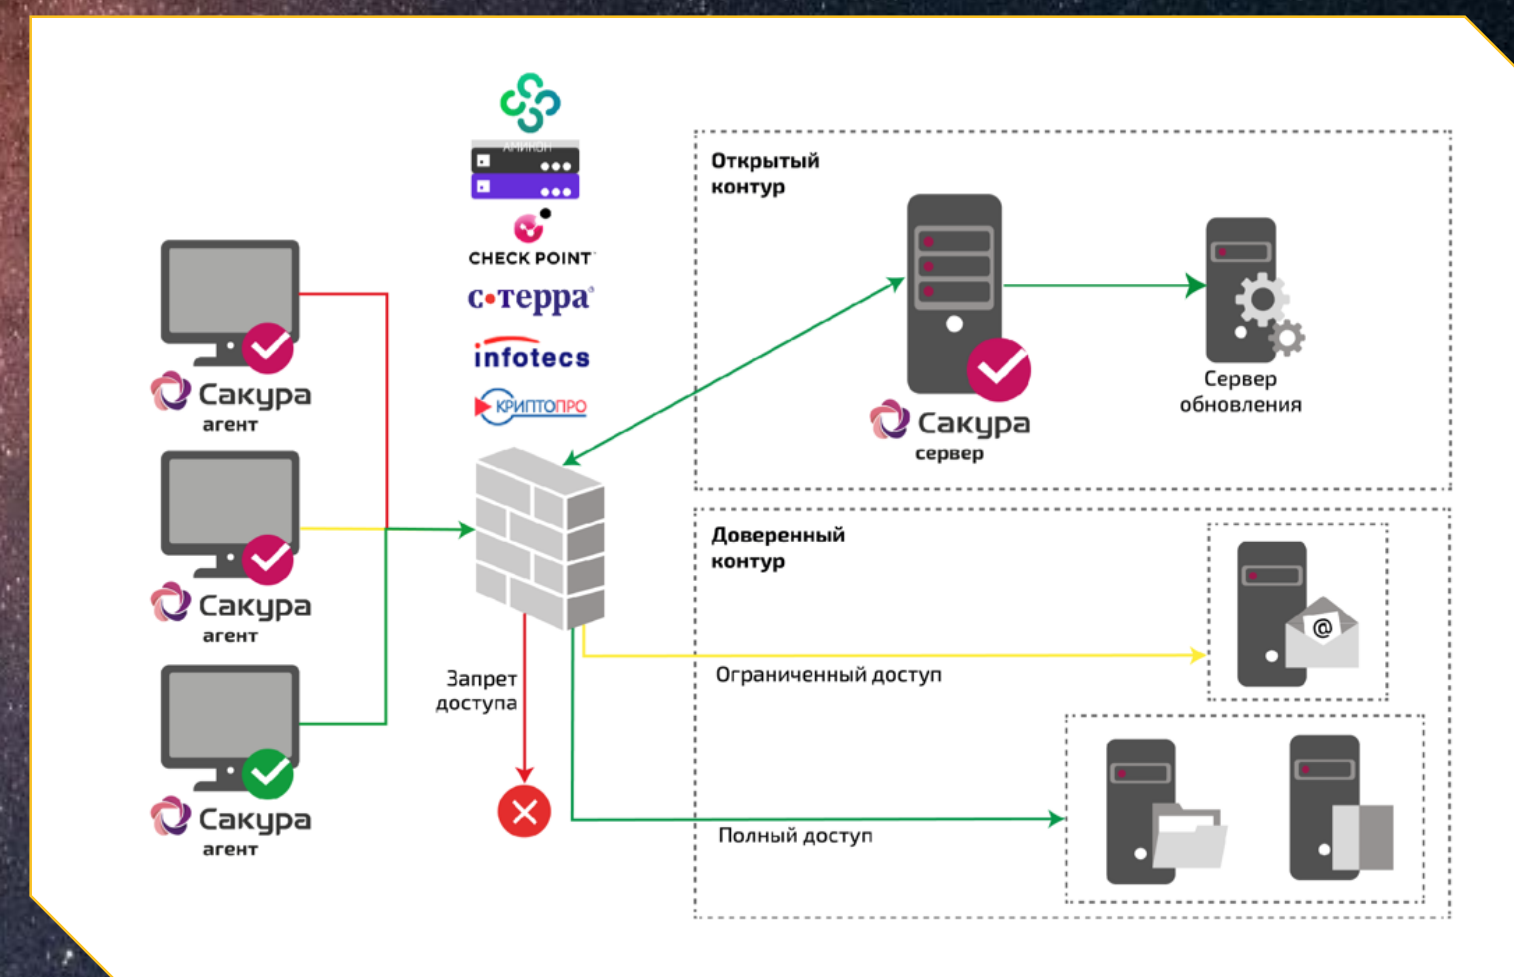 АМИКОН
CHECK POINT
с•терра®
infotecs
КРИПТОПРО
Сакура
агент
Сакура
агент
Сакура
агент
Запрет
доступа
Открытый
контур
Сакура
сервер
Сервер
обновления
Доверенный
контур
@
Ограниченный доступ
Полный доступ